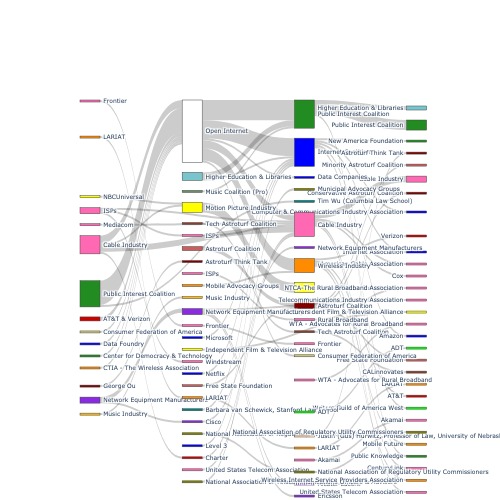 Frontier
LARIAT
NBCUniversal
ISPs
Mediacom
Cable Industry
Public Interest Coalition
AT&T & Verizon
Consumer Federation of America
Data Foundry
Center for Democracy & Technology
CTIA - The Wireless Association
George Ou
Network Equipment Manufacturers
Music Industry
Open Internet
Higher Education & Libraries
Music Coalition (Pro)
Motion Picture Industry
Tech Astroturf Coalition
ISPs
Astroturf Coalition
Astroturf Think Tank
ISPs
Mobile Advocacy Groups
Music Industry
Network Equipment Manufacturers
Frontier
Microsoft
Independent Film & Television Alliance
Windstream
Netflix
Free State Foundation
LARIAT
Barbara van Schewick, Stanford
Cisco
National
Level 3
Charter
United States Telecom Association
National Association of
Higher Education & Libraries
Public Interest Coalition
Internet
Data Companies
Municipal Advocacy Groups
Tim Wu (Columbia Law School)
Computer & Communications Industry Association
Cable Industry
Network Equipment Manufacturers
Wireless Industry
NTCA-The Rural Broadband Association
Telecommunications Industry Association
Astroturf Coalition
Rural Broadband
WTA - Advocates for Rural Broadband
Tech Astroturf Coalition
Frontier
Consumer Federation of America
WTA - Advocates for Rural Broadband
ADT
National Association of Regulatory Utility Commissioners
Hurwitz, Professor of Law, University of Nebraska
LARIAT
Akamai
National Association of Regulatory Utility Commissioners
Wireless Internet Service Providers Association
Ericsson
Public Interest Coalition
New America Foundation
Astroturf Think Tank
Minority Astroturf Coalition
Cable Industry
Conservative Astroturf Coalition
Verizon
Internet Association
Association
Cox
Independent Film & Television Alliance
Amazon
ADT
Free State Foundation
CALinnovates
LARIAT
AT&T
Guild of America West
Akamai
Mobile Future
Public Knowledge
CenturyLink
United States Telecom Association